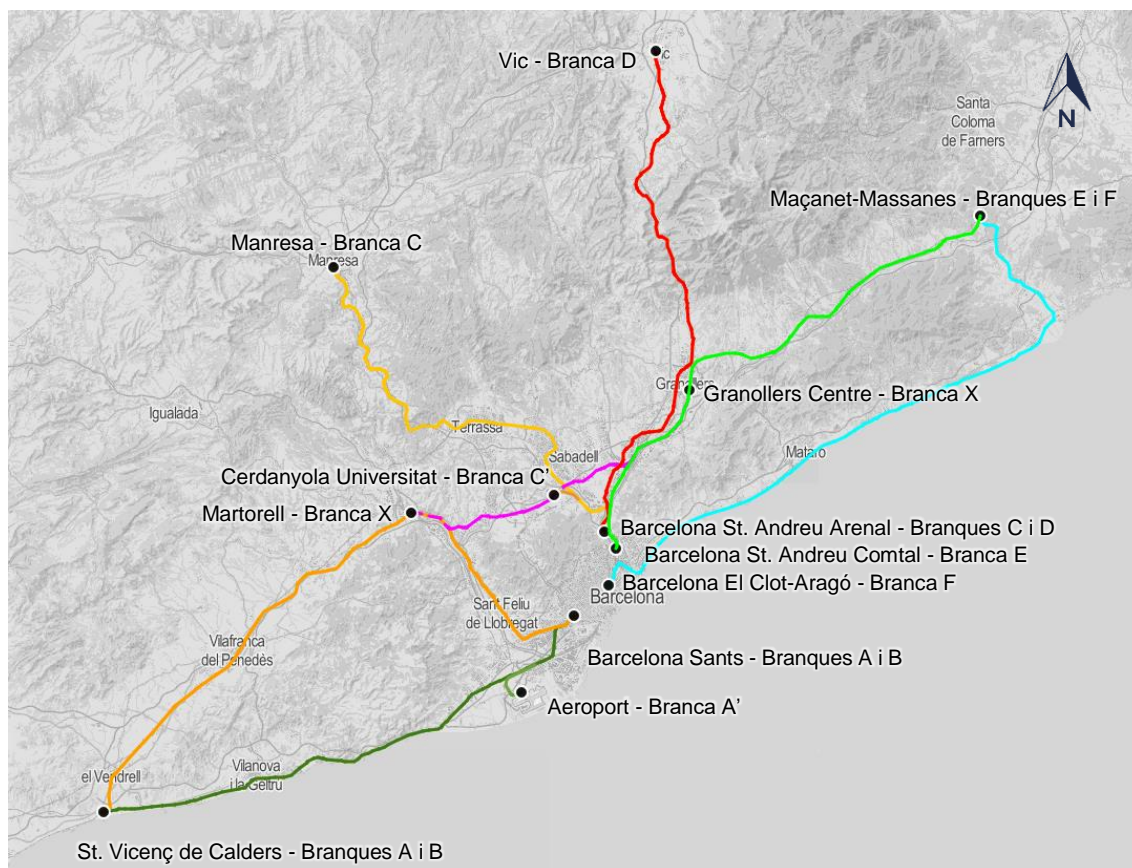 Vic - Branca D
ic
N
Santa
Coloma
de Farners
Maçanet-Massanes - Branques E i F
Manresa - Branca C
Manresa
Granollers
Granollers Centre - Branca X
Igualada
Terrassa
Sabadell
Mataró
Cerdanyola Universitat - Branca C'
Martorell - Branca X
Barcelona St. Andreu Arenal - Branques C i D
Barcelona St. Andreu Comtal - Branca E
Barcelona El Clot-Aragó - Branca F
Barcelona
Sant Feliu
de Llobregat
Vilafranca
del Penedès
Barcelona Sants - Branques A i B
Aeroport - Branca A'
el Vendrell
Vilanova
i la Geltrú
St. Vicenç de Calders - Branques A i B